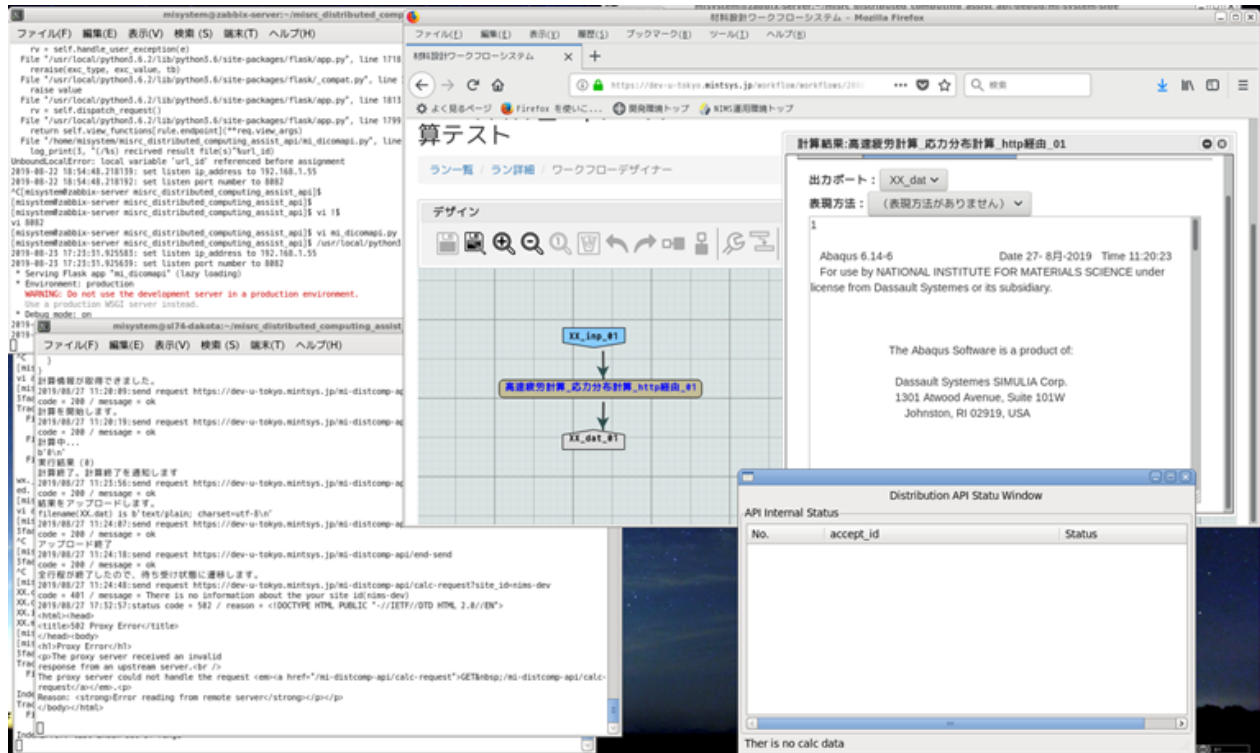 misystem@zabbix-server:~/misrc_distributed_comp
ファイル(F) 編集(E) 表示(V) 検索 (S) 端末(T) ヘルプ(H)
rv = self.handle_user_exception(e)
File "/usr/local/python3.6.2/lib/python3.6/site-packages/flask/app.py", line 1718
reraise(exc_type, exc_value, tb)
File "/usr/local/python3.6.2/lib/python3.6/site-packages/flask/_compat.py", line
raise value
File "/usr/local/python3.6.2/lib/python3.6/site-packages/flask/app.py", line 1813
rv = self.dispatch_request()
File "/usr/local/python3.6.2/lib/python3.6/site-packages/flask/app.py", line 1799
return self.view_functions[rule.endpoint](**req.view_args)
File "/home/misystem/misrc_distributed_computing_assist_api/mi_dicomapi.py", line
log_print(3, "(/%s) recirved result file(s)"%url_id)
UnboundLocalError: local variable 'url_id' referenced before assignment
2019-08-22 18:54:48.218139: set listen ip_address to 192.168.1.55
2019-08-22 18:54:48.218192: set listen port number to 8082
^C[misystem@zabbix-server misrc_distributed_computing_assist_api]$
[misystem@zabbix-server misrc_distributed_computing_assist_api]$
[misystem@zabbix-server misrc_distributed_computing_assist_api]$ vi !$
vi 8082
[misystem@zabbix-server misrc_distributed_computing_assist_api]$ vi mi_dicomapi.py
[misystem@zabbix-server misrc_distributed_computing_assist_api]$ /usr/local/python3
2019-08-23 17:23:31.925583: set listen ip_address to 192.168.1.55
2019-08-23 17:23:31.925639: set listen port number to 8082
* Serving Flask app "mi_dicomapi" (lazy loading)
* Environment: production
WARNING: Do not use the development server in a production environment.
Use a production WSGI server instead.
* Debug mode: on
misystem@sl74-dakota:~/misrc_distributed_computing_assist
ファイル(F) 編集(E) 表示(V) 検索 (S) 端末(T) ヘルプ(H)
}
}
計算情報が取得できました。
2019/08/27 11:20:09:send request https://dev-u-tokyo.mintsys.jp/mi-distcomp-ap
code = 200 / message = ok
計算を開始します。
2019/08/27 11:20:19:send request https://dev-u-tokyo.mintsys.jp/mi-distcomp-ap
code = 200 / message = ok
計算中...
b'0\n'
実行結果 (0)
計算終了。計算終了を通知します
2019/08/27 11:23:56:send request https://dev-u-tokyo.mintsys.jp/mi-distcomp-ap
code = 200 / message = ok
結果をアップロードします。
filename(XX.dat) is b'text/plain; charset=utf-8\n'
2019/08/27 11:24:07:send request https://dev-u-tokyo.mintsys.jp/mi-distcomp-ap
code = 200 / message = ok
アップロード終了
2019/08/27 11:24:18:send request https://dev-u-tokyo.mintsys.jp/mi-distcomp-api/end-send
code = 200 / message = ok
全行程が終了したので、待ち受け状態に遷移します。
2019/08/27 11:24:48:send request https://dev-u-tokyo.mintsys.jp/mi-distcomp-api/calc-request?site_id=nims-dev
code = 401 / message = There is no information about the your site id(nims-dev)
2019/08/27 17:32:57:status code = 502 / reason = <!DOCTYPE HTML PUBLIC "-//IETF//DTD HTML 2.0//EN">
<html><head>
<title>502 Proxy Error</title>
</head><body>
<h1>Proxy Error</h1>
<p>The proxy server received an invalid
response from an upstream server.<br />
The proxy server could not handle the request <em><a href="/mi-distcomp-api/calc-request">GET&nbsp;/mi-distcomp-api/calc-
request</a></em>.<p>
Reason: <strong>Error reading from remote server</strong></p></p>
</body></html>
材料設計ワークフローシステム - Mozilla Firefox
ファイル(F) 編集(E) 表示(V) 履歴(S) ブックマーク(B) ツール(T) ヘルプ(H)
材料設計ワークフローシステム
https://dev-u-tokyo.mintsys.jp/workflow/workflows/200
検索
よく見るページ Firefox を使いこ... 開発環境トップ NIMS運用環境トップ
算テスト
ラン一覧 / ラン詳細 / ワークフローデザイナー
デザイン
XX_inp_01
高速疲労計算_応力分布計算_http経由_01
XX_dat_01
計算結果:高速疲労計算_応力分布計算_http経由_01
出力ポート： XX_dat
表現方法： （表現方法がありません）
1
Abaqus 6.14-6 Date 27- 8月-2019 Time 11:20:23
For use by NATIONAL INSTITUTE FOR MATERIALS SCIENCE under
license from Dassault Systemes or its subsidiary.
The Abaqus Software is a product of:
Dassault Systemes SIMULIA Corp.
1301 Atwood Avenue, Suite 101W
Johnston, RI 02919, USA
Distribution API Statu Window
API Internal Status
No. accept_id Status
Ther is no calc data